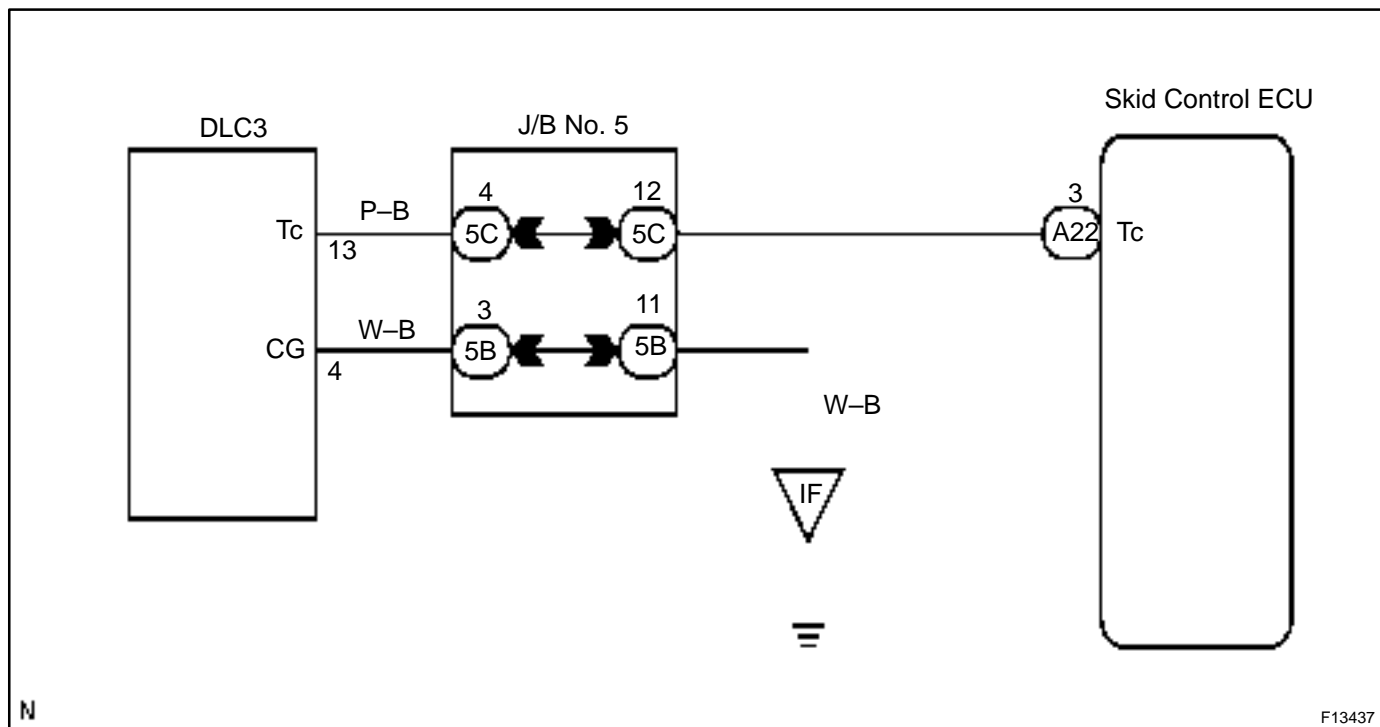 Skid Control ECU
DLC3
J/B No. 5
4
12
3
P–B
Tc
5C
5C
A22
Tc
13
3
11
W–B
CG
5B
5B
4
W–B
IF
N
F13437